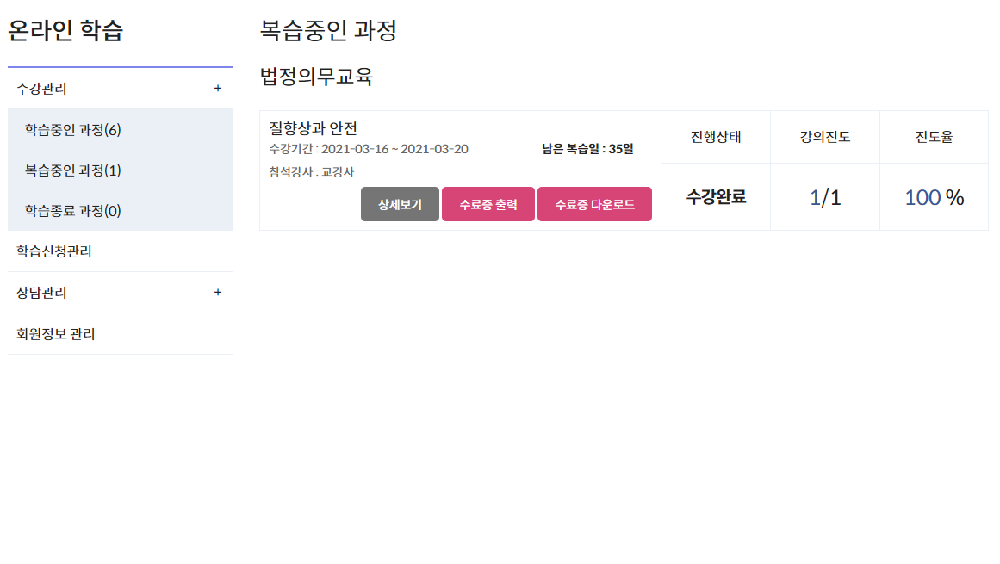 온라인 학습
수강관리 +
학습중인 과정(6)
복습중인 과정(1)
학습종료 과정(0)
학습신청관리
상담관리 +
회원정보 관리
복습중인 과정
법정의무교육
질향상과 안전
수강기간 : 2021-03-16 ~ 2021-03-20 남은 복습일 : 35일
참석강사 : 교강사
상세보기 수료증 출력 수료증 다운로드
진행상태 강의진도 진도율
수강완료 1/1 100 %